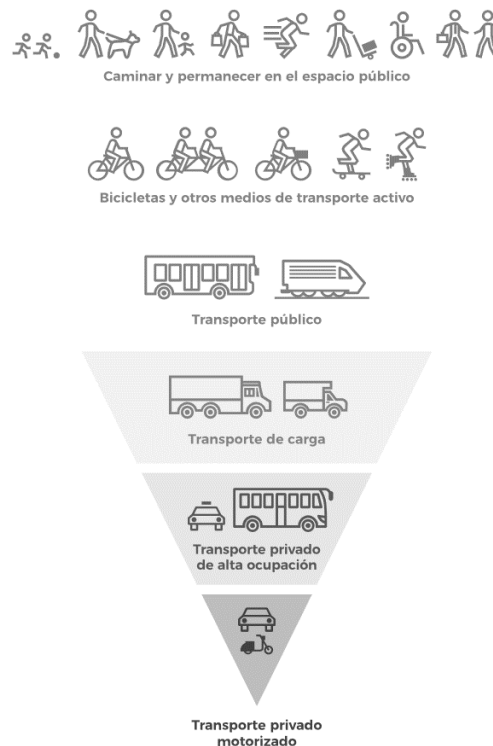 Caminar y permanecer en el espacio público
Bicicletas y otros medios de transporte activo
Transporte público
Transporte de carga
Transporte privado
de alta ocupación
Transporte privado
motorizado